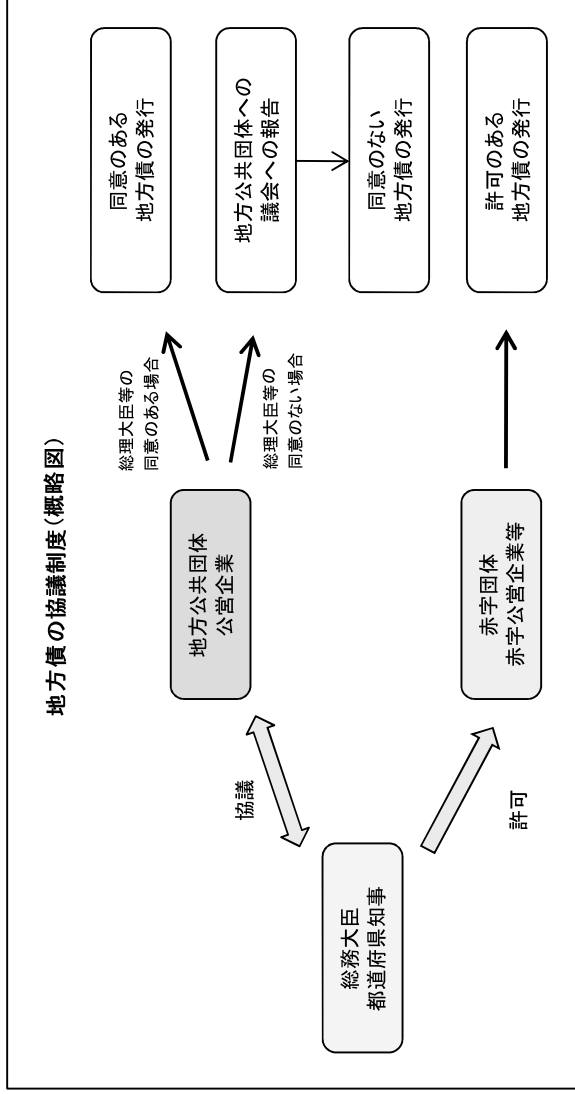 地方債の協議制度(概略図)
総務大臣
都道府県知事
協議
許可
地方公共団体
公営企業
赤字団体
赤字公営企業等
総理大臣等の
同意のある場合
総理大臣等の
同意のない場合
同意のある
地方債の発行
地方公共団体への
議会への報告
同意のない
地方債の発行
許可のある
地方債の発行